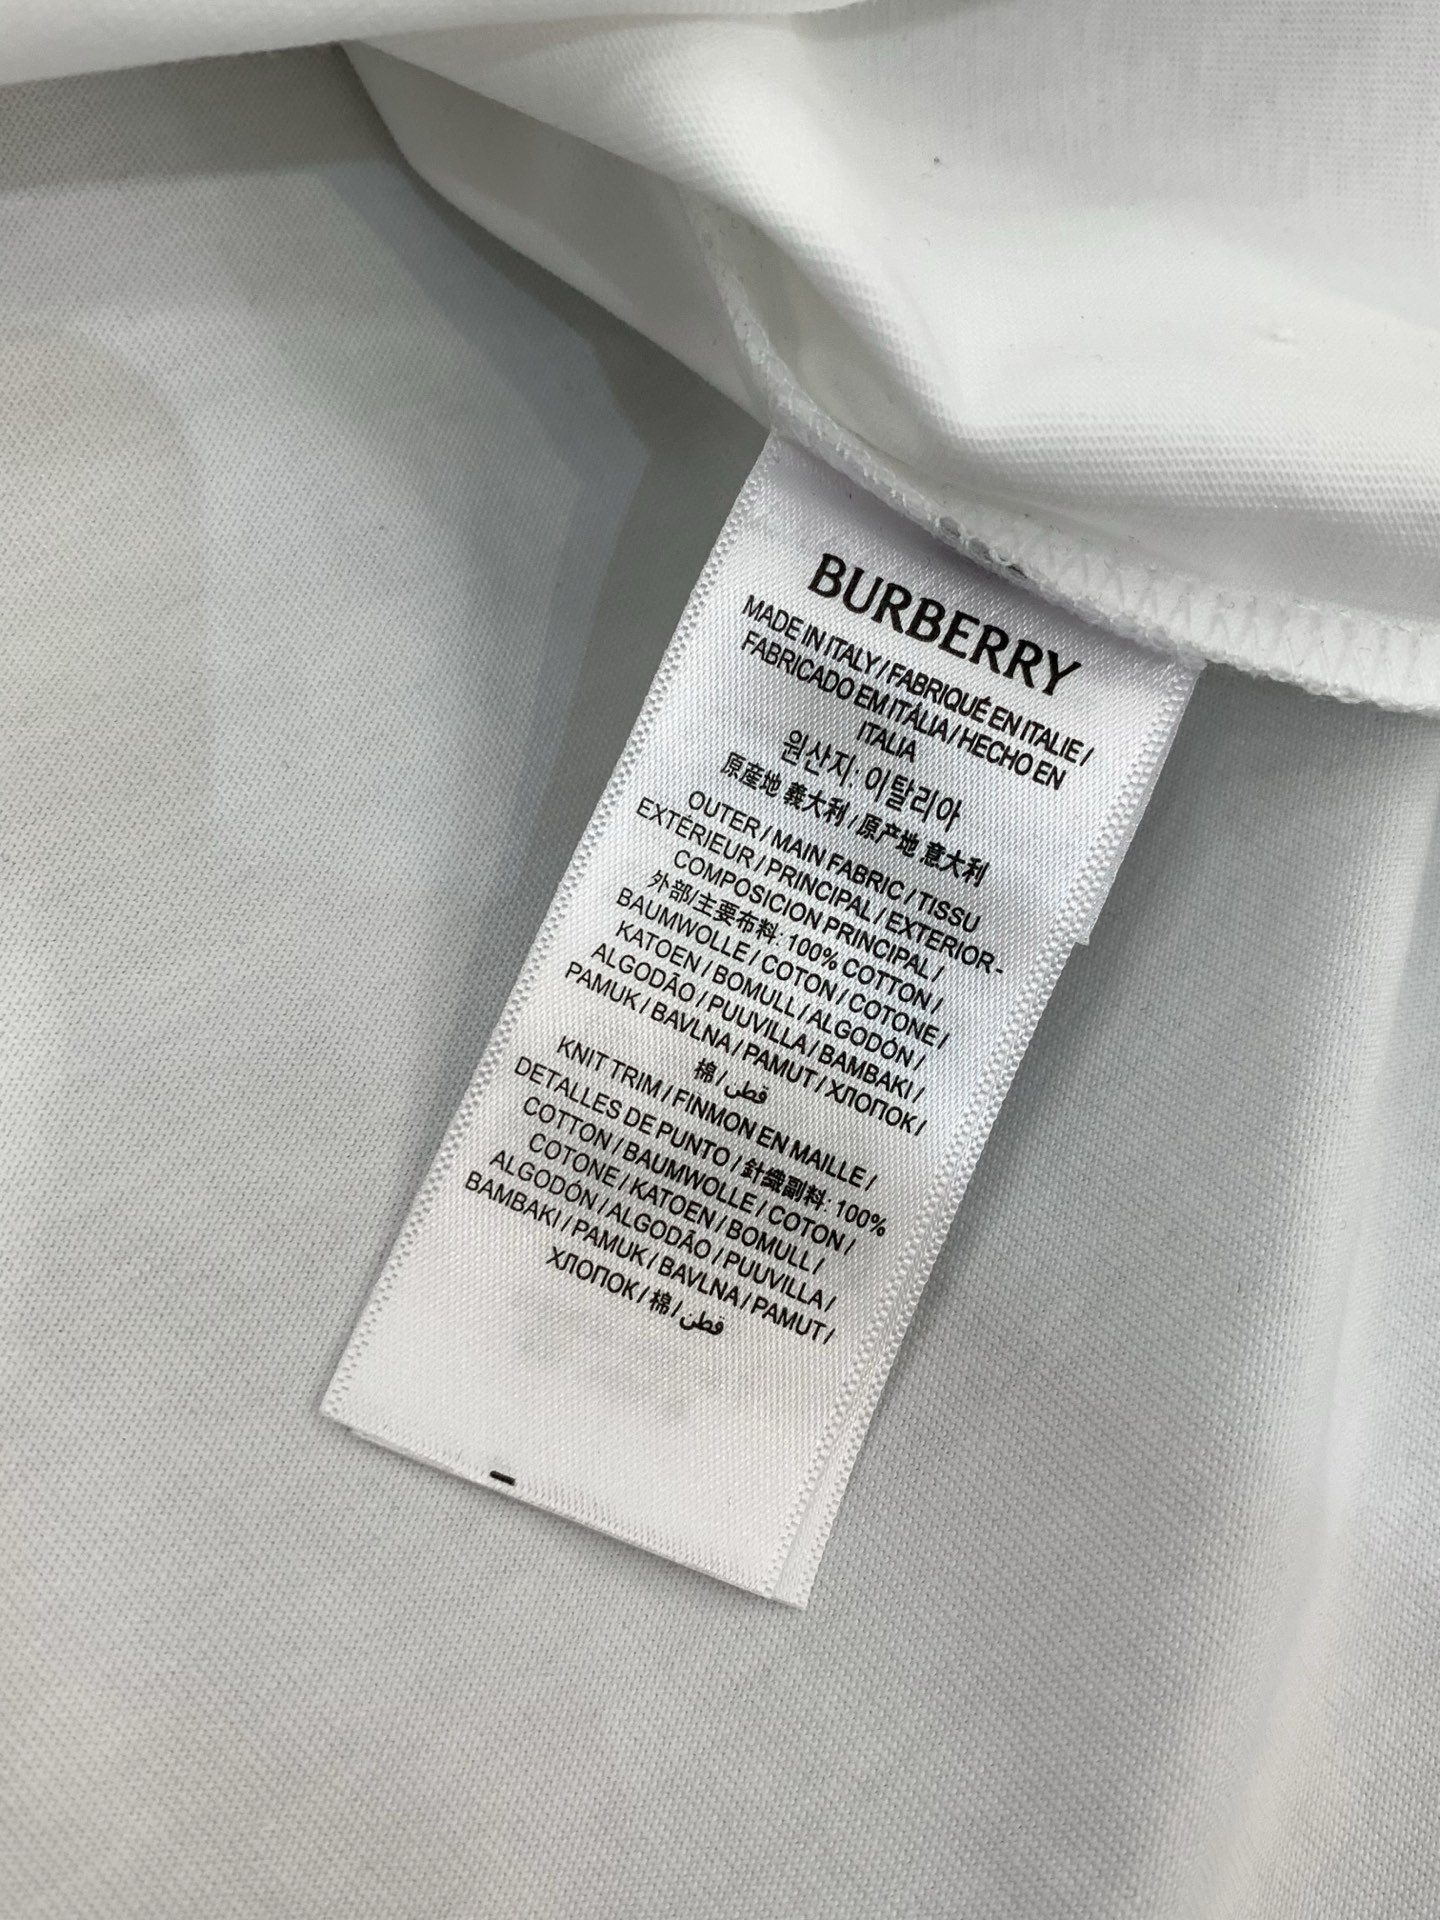 BURBERRY
MADE IN ITALY / FABRIQUÉ EN ITALIE /
FABRICADO EM ITÁLIA / HECHO EN
ITALIA
원산지: 이탈리아
原産地 義大利 / 原产地 意大利
OUTER / MAIN FABRIC / TISSU
EXTÉRIEUR / PRINCIPAL / EXTERIOR-
COMPOSICION PRINCIPAL /
外部/主要布料: 100% COTTON /
BAUMWOLLE / COTON / COTONE /
KATOEN / BOMULL / ALGODÓN /
ALGODÃO / PUUVILLA / BAMBAKI /
PAMUK / BAVLNA / PAMUT / ХЛОПОК /
棉 / قطن
KNIT TRIM / FINMON EN MAILLE /
DETALLES DE PUNTO / 針織副料: 100%
COTTON / BAUMWOLLE / COTON /
COTONE / KATOEN / BOMULL /
ALGODÓN / ALGODÃO / PUUVILLA /
BAMBAKI / PAMUK / BAVLNA / PAMUT /
ХЛОПОК / 棉 / قطن